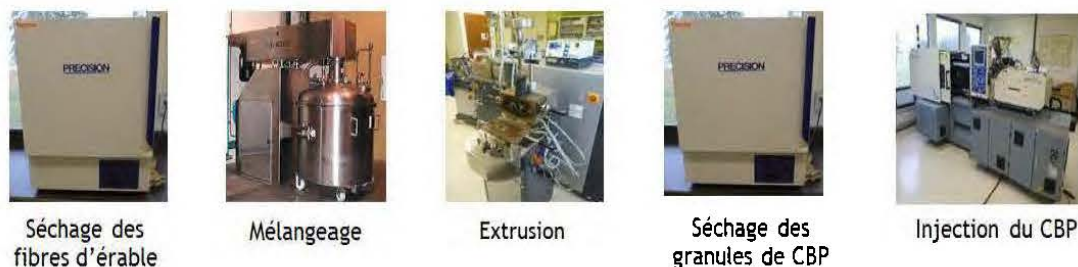 PRECISION
PRECISION
Séchage des
fibres d'érable
Mélangeage
Extrusion
Séchage des
granules de CBP
Injection du CBP